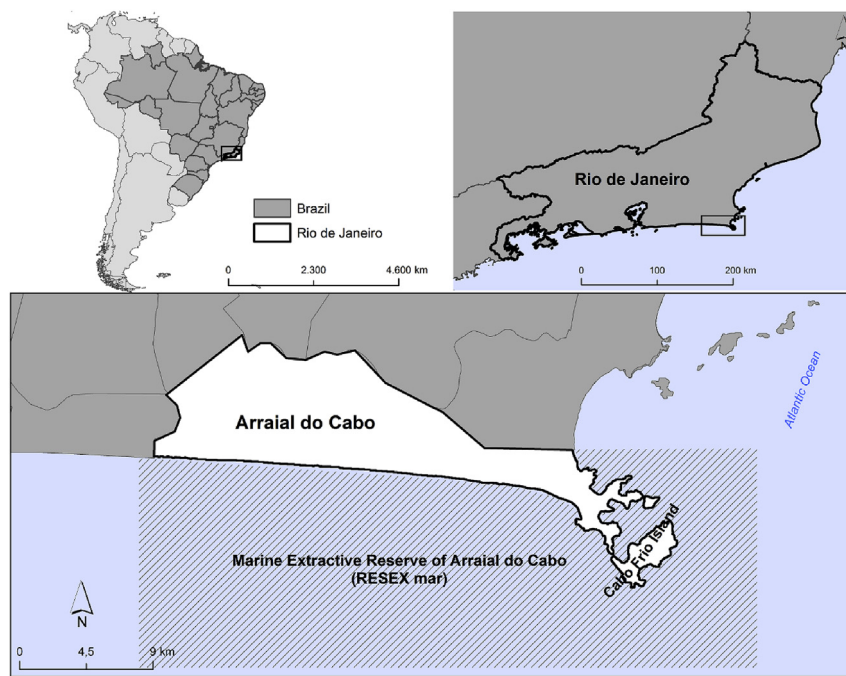 Brazil
Rio de Janeiro
0 2.300 4.600 km
Rio de Janeiro
0 100 200 km
Arraial do Cabo
Atlantic Ocean
Cabo Frio Island
Marine Extractive Reserve of Arraial do Cabo
(RESEX mar)
N
0 4,5 9 km